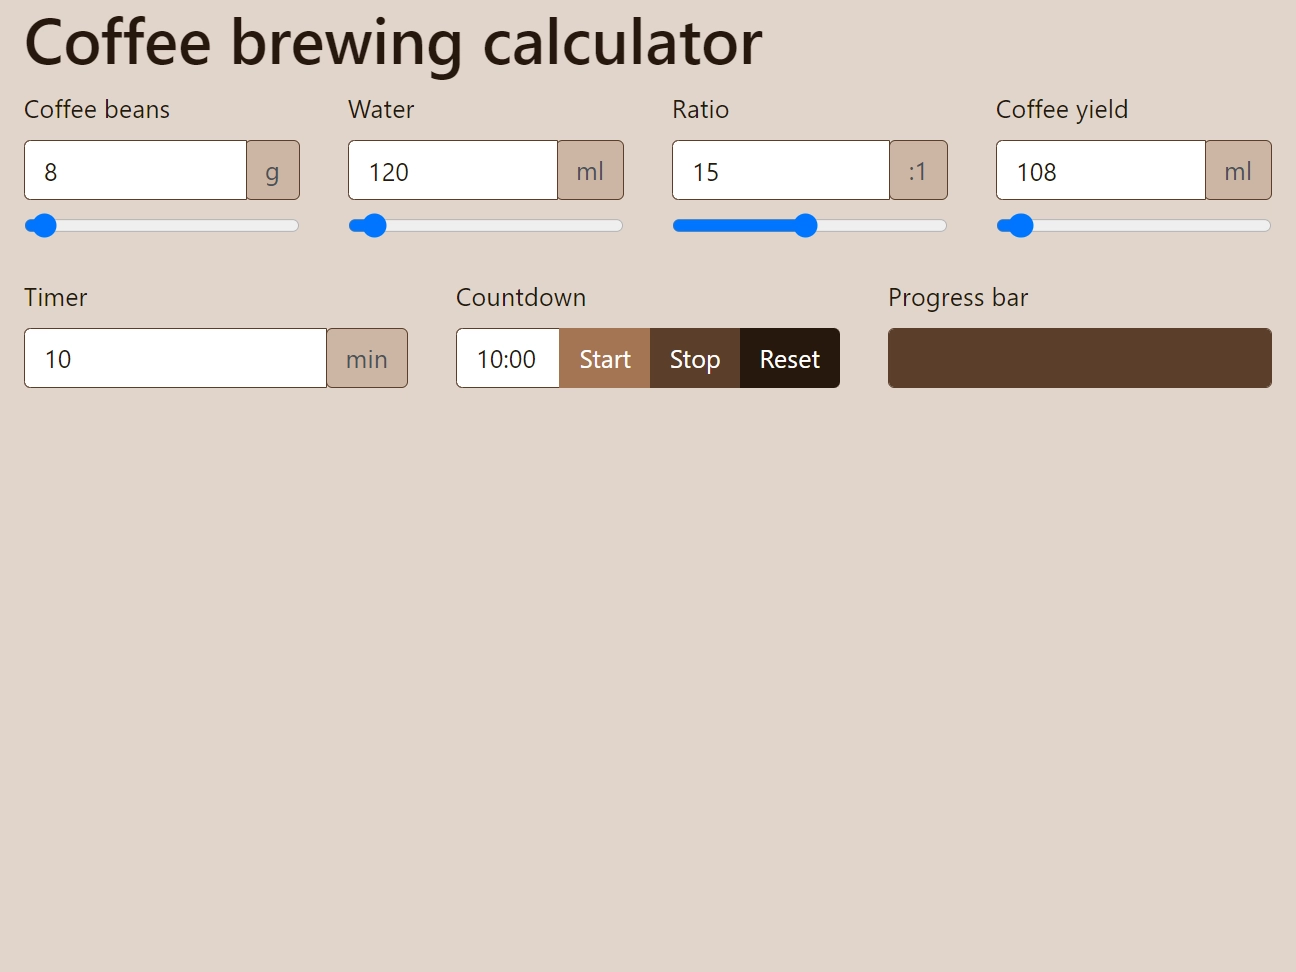 Coffee brewing calculator
Coffee beans
Water
Ratio
Coffee yield
8 g
120 ml
15 :1
108 ml
Timer
Countdown
Progress bar
10 min
10:00 Start Stop Reset